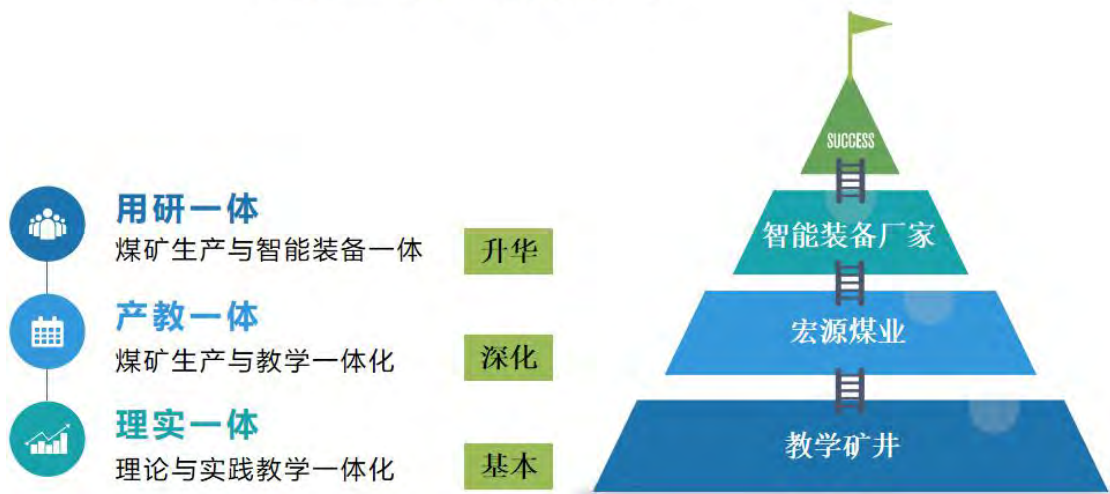 用研一体
煤矿生产与智能装备一体
升华
产教一体
煤矿生产与教学一体化
深化
理实一体
理论与实践教学一体化
基本
SUCCESS
智能装备厂家
宏源煤业
教学矿井